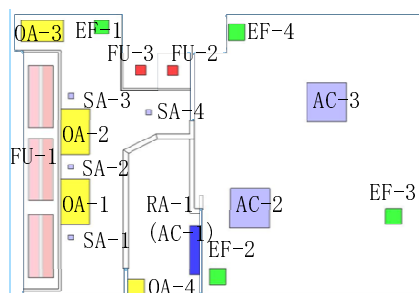 OA-3
EF-1
EF-4
FU-3
FU-2
SA-3
SA-4
AC-3
OA-2
FU-1
SA-2
EF-3
OA-1
RA-1
(AC-1)
AC-2
SA-1
EF-2
OA-4